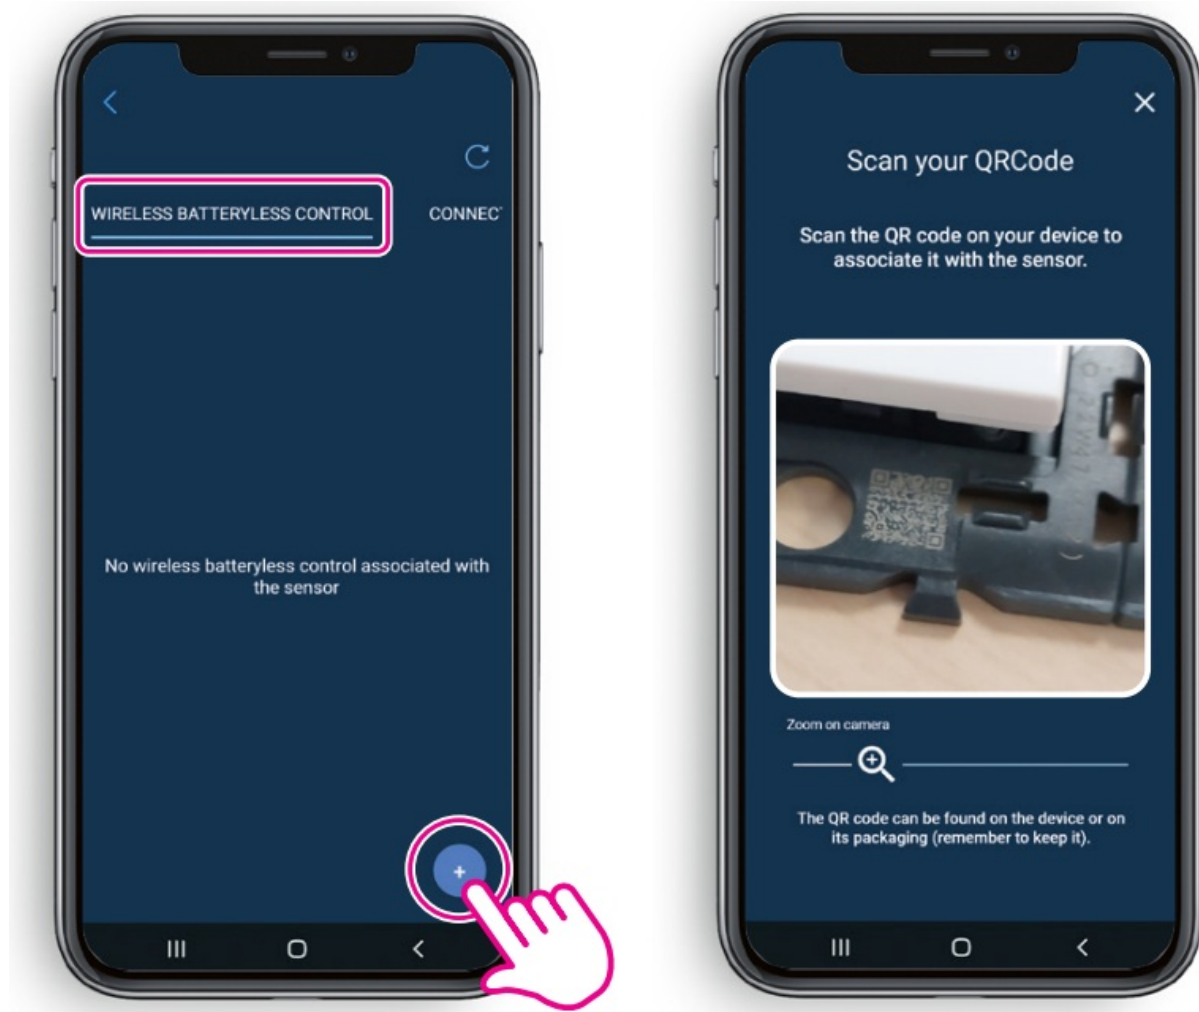 WIRELESS BATTERYLESS CONTROL
CONNEC
No wireless batteryless control associated with
the sensor
Scan your QRCode
Scan the QR code on your device to
associate it with the sensor.
Zoom on camera
The QR code can be found on the device or on
its packaging (remember to keep it).